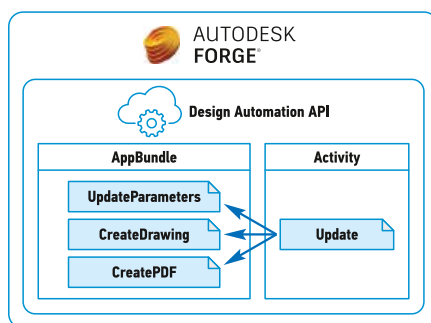 AUTODESK
FORGE®
Design Automation API
AppBundle
Activity
UpdateParameters
CreateDrawing
Update
CreatePDF